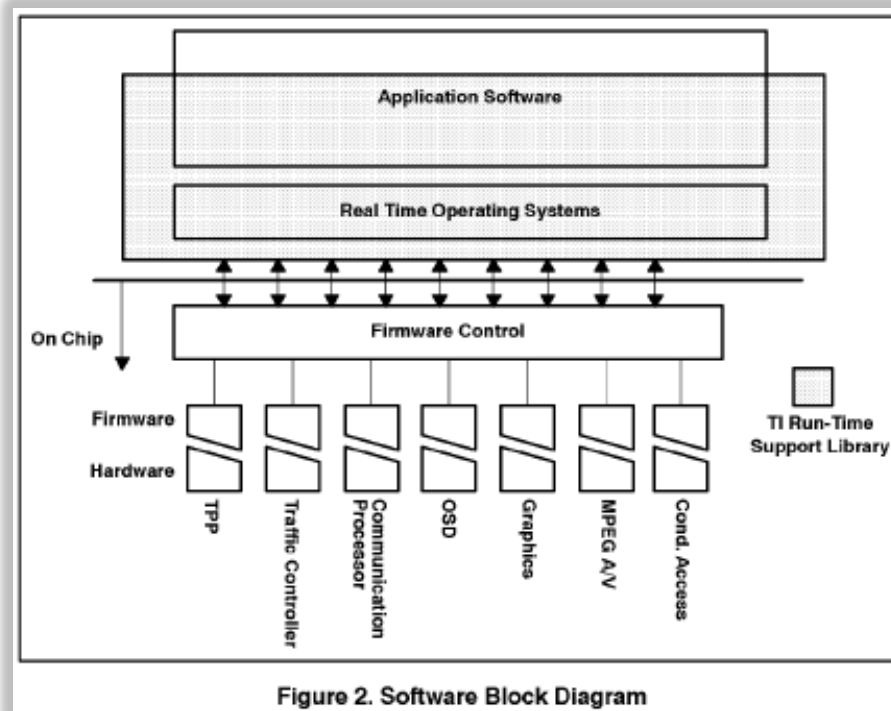 Application Software
Real Time Operating Systems
Firmware Control
On Chip
Firmware
Hardware
TI Run-Time
Support Library
TPP
Traffic Controller
Communication
Processor
OSD
Graphics
MPEG A/V
Cond. Access
Figure 2. Software Block Diagram